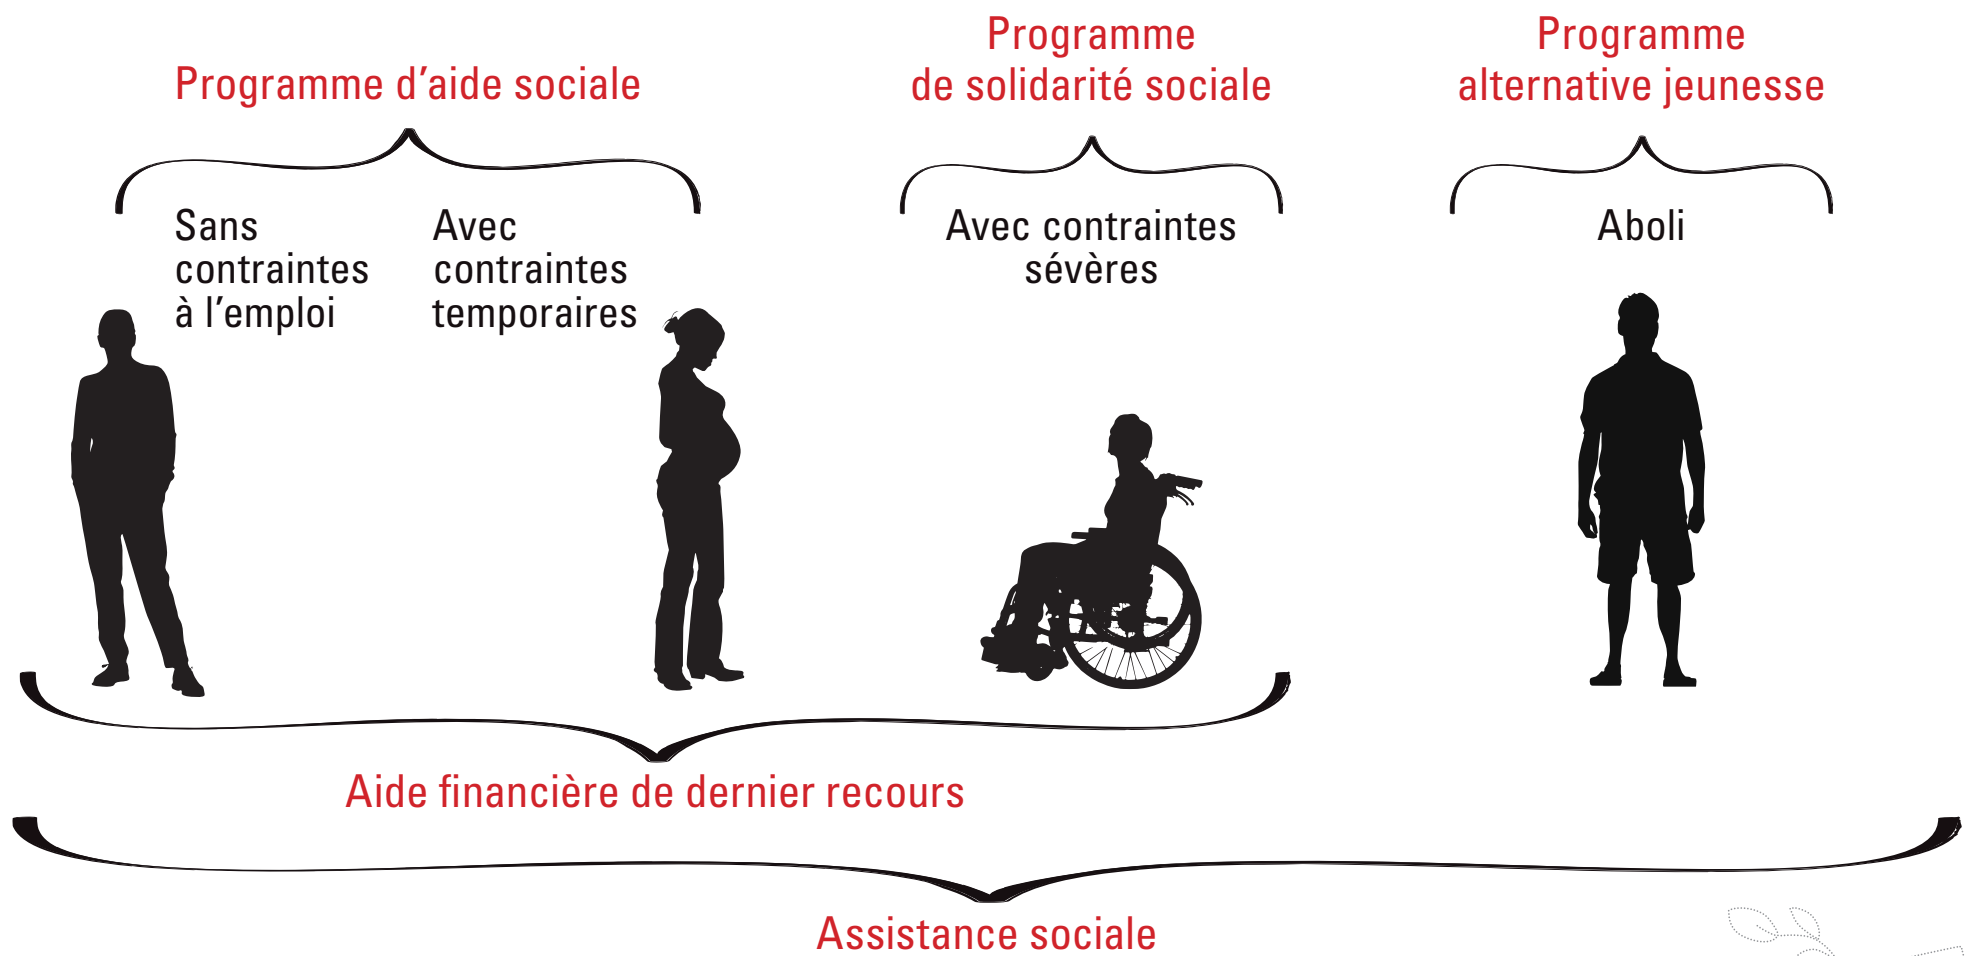 Programme d’aide sociale
Programme
de solidarité sociale
Programme
alternative jeunesse
Sans
contraintes
à l’emploi
Avec
contraintes
temporaires
Avec contraintes
sévères
Aboli
Aide financière de dernier recours
Assistance sociale